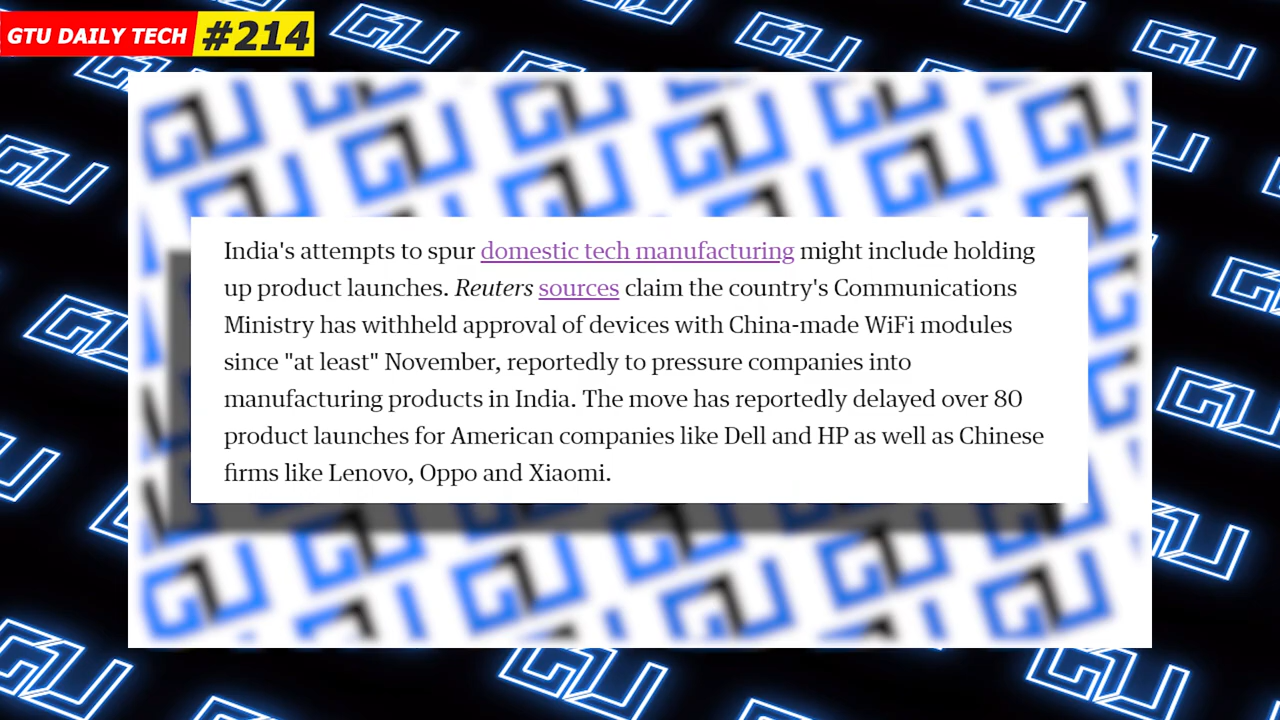 GTU DAILY TECH #214
India's attempts to spur domestic tech manufacturing might include holding
up product launches. Reuters sources claim the country's Communications
Ministry has withheld approval of devices with China-made WiFi modules
since "at least" November, reportedly to pressure companies into
manufacturing products in India. The move has reportedly delayed over 80
product launches for American companies like Dell and HP as well as Chinese
firms like Lenovo, Oppo and Xiaomi.